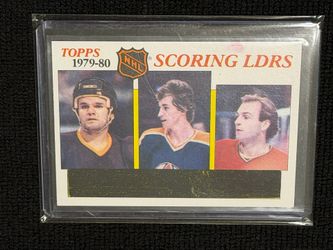 TOPPS
1979-80
NHL
SCORING LDRS